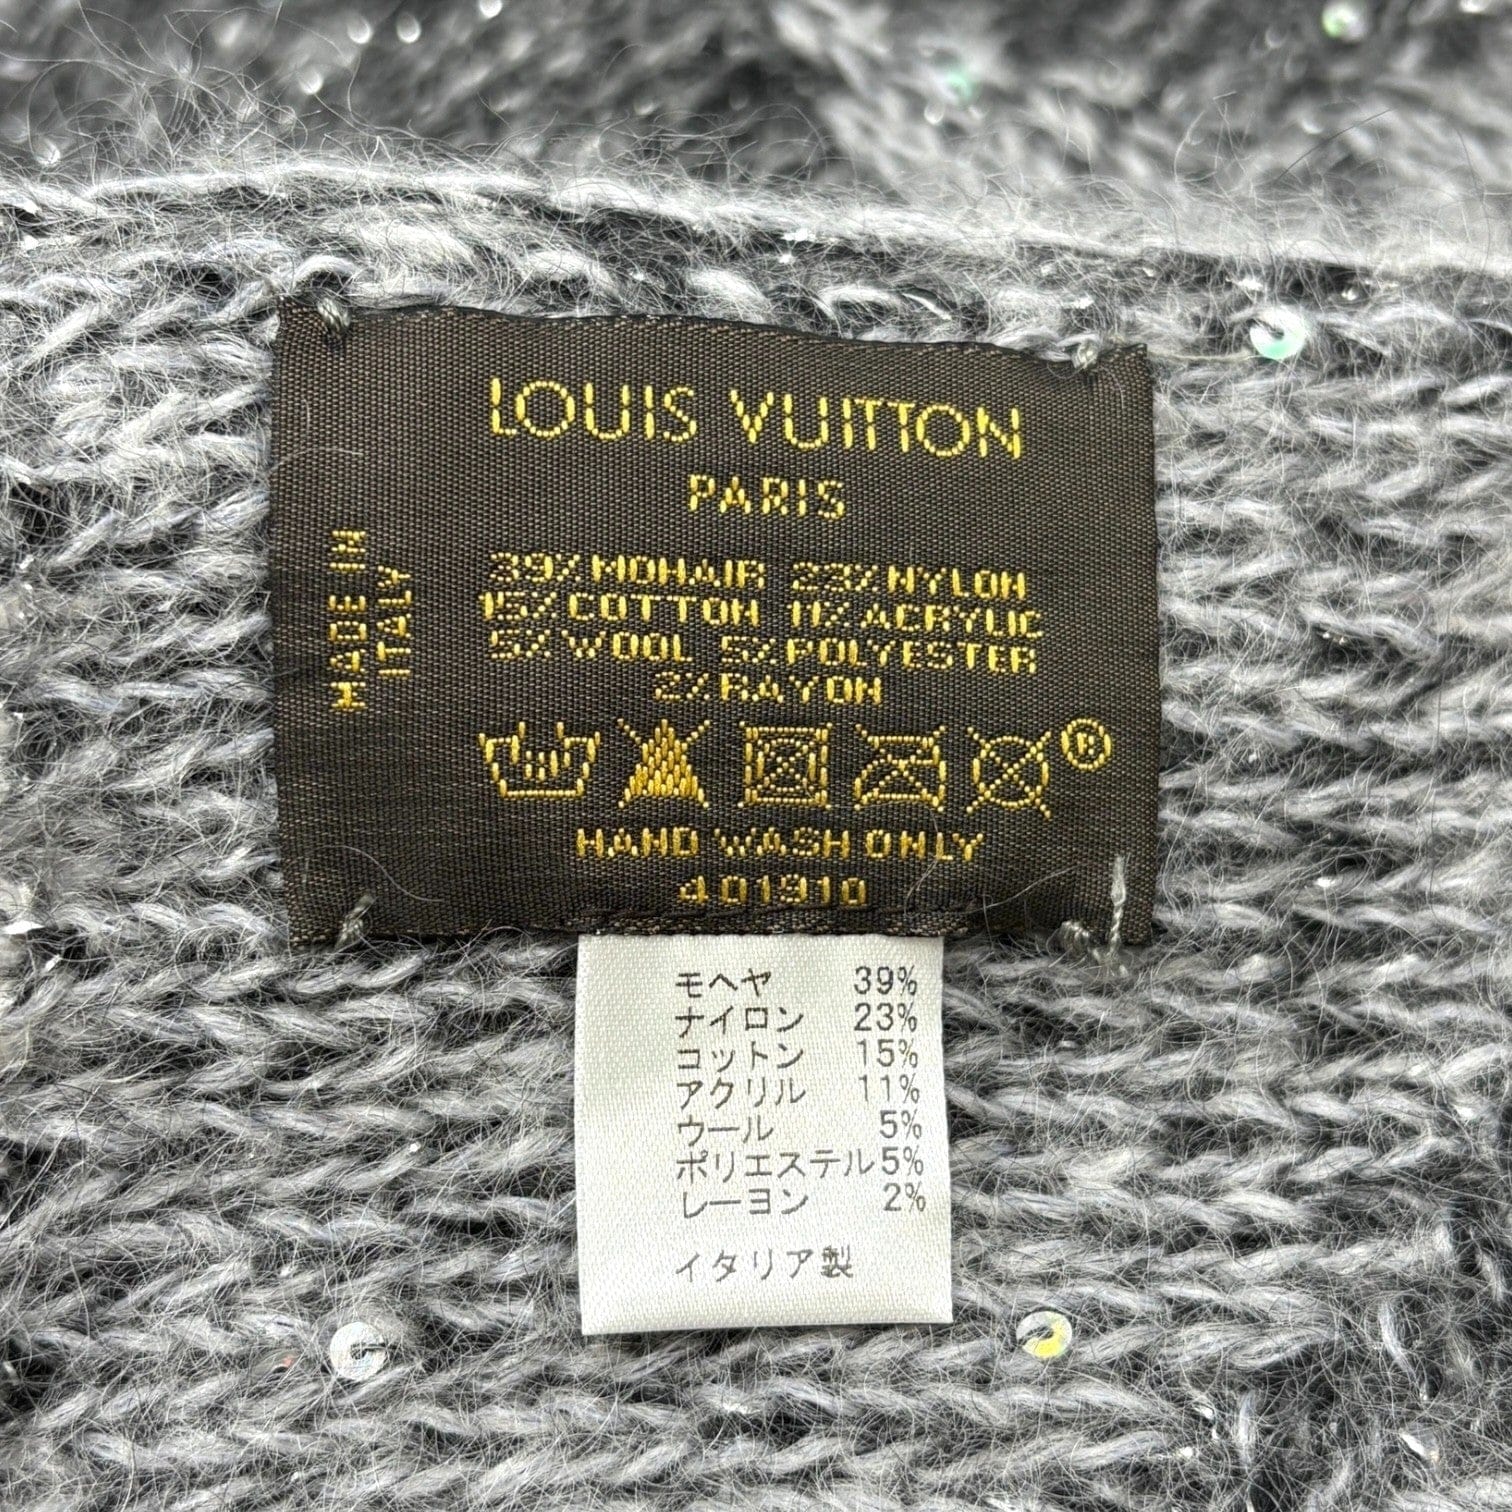 LOUIS VUITTON
PARIS
MADE IN
ITALY
39% MOHAIR 23% NYLON
15% COTTON 11% ACRYLIC
5% WOOL 5% POLYESTER
2% RAYON
®
HAND WASH ONLY
401910
モヘヤ 39%
ナイロン 23%
コットン 15%
アクリル 11%
ウール 5%
ポリエステル 5%
レーヨン 2%
イタリア製